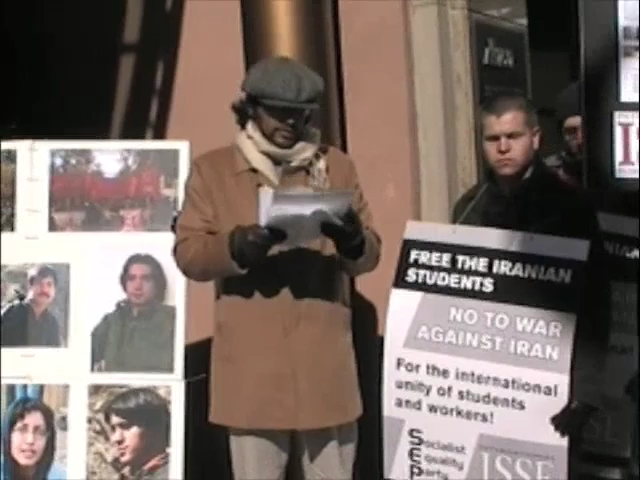 FREE THE IRANIAN
STUDENTS
NO TO WAR
AGAINST IRAN
For the international
unity of students
and workers!
Socialist
Equality
Party
ISSE